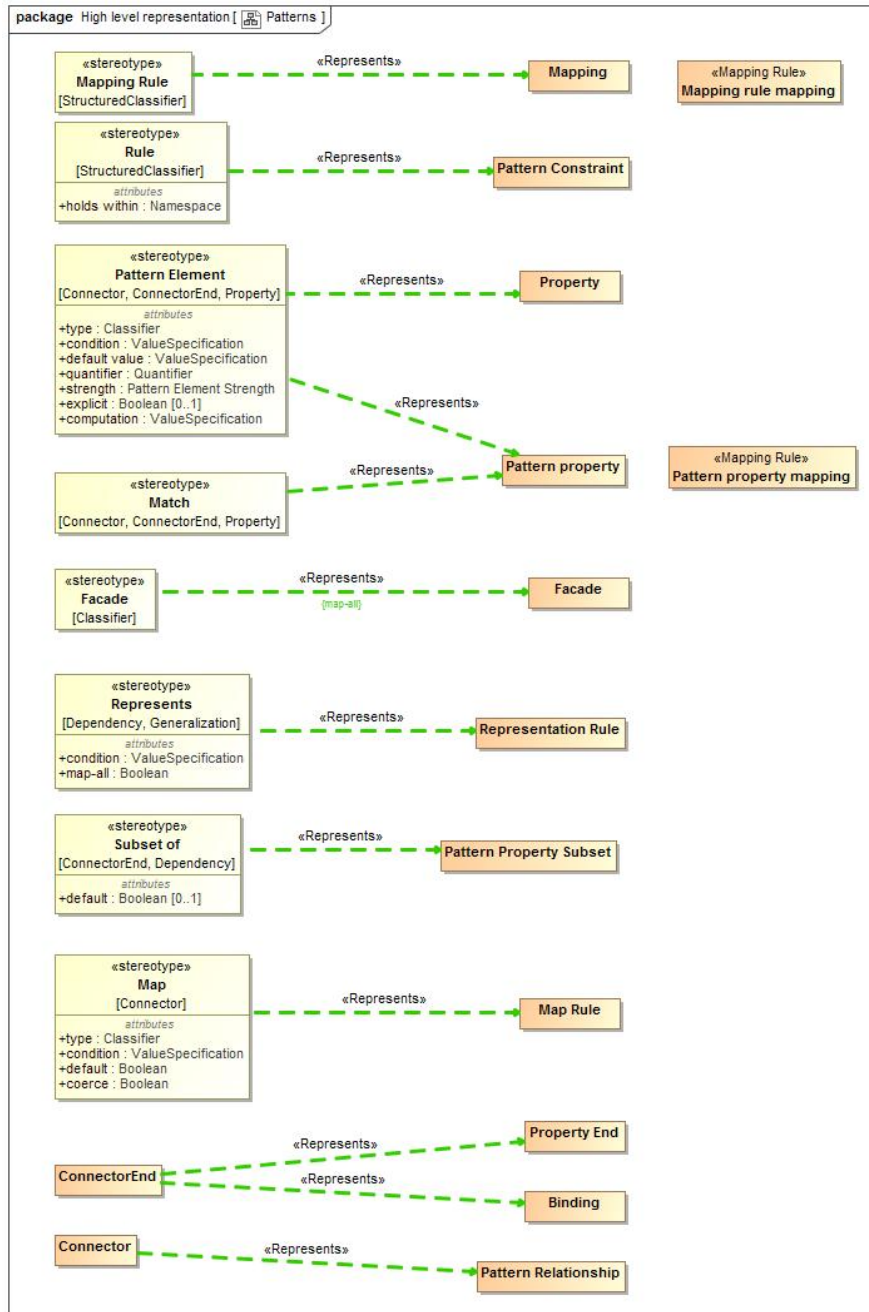 package High level representation [ Patterns ]
«stereotype»
Mapping Rule
[StructuredClassifier]
«Represents»
Mapping
«Mapping Rule»
Mapping rule mapping
«stereotype»
Rule
[StructuredClassifier]
attributes
+holds within : Namespace
«Represents»
Pattern Constraint
«stereotype»
Pattern Element
[Connector, ConnectorEnd, Property]
attributes
+type : Classifier
+condition : ValueSpecification
+default value : ValueSpecification
+quantifier : Quantifier
+strength : Pattern Element Strength
+explicit : Boolean [0..1]
+computation : ValueSpecification
«Represents»
Property
«Represents»
«Represents»
Pattern property
«Mapping Rule»
Pattern property mapping
«stereotype»
Match
[Connector, ConnectorEnd, Property]
«stereotype»
Facade
[Classifier]
«Represents»
{map-all}
Facade
«stereotype»
Represents
[Dependency, Generalization]
attributes
+condition : ValueSpecification
+map-all : Boolean
«Represents»
Representation Rule
«stereotype»
Subset of
[ConnectorEnd, Dependency]
attributes
+default : Boolean [0..1]
«Represents»
Pattern Property Subset
«stereotype»
Map
[Connector]
attributes
+type : Classifier
+condition : ValueSpecification
+default : Boolean
+coerce : Boolean
«Represents»
Map Rule
ConnectorEnd
«Represents»
Property End
«Represents»
Binding
Connector
«Represents»
Pattern Relationship